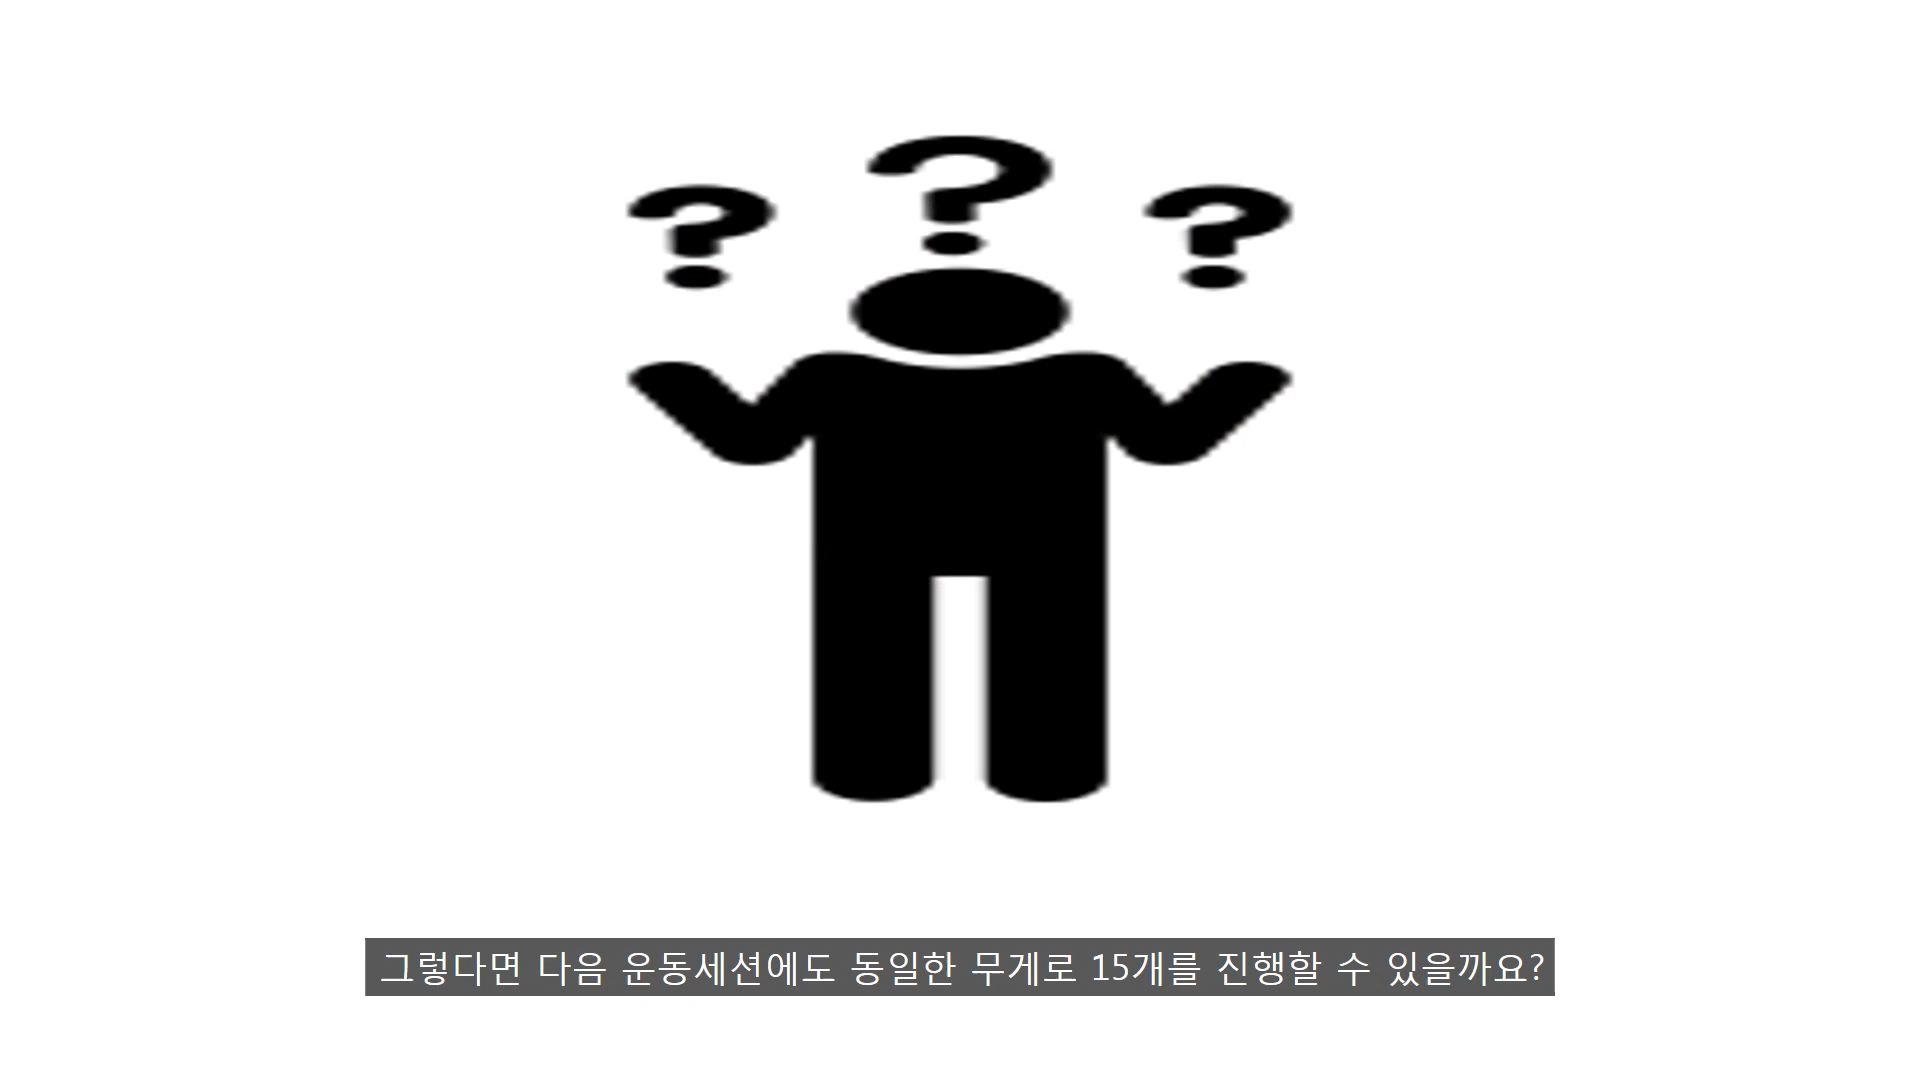 ? ? ?
그렇다면 다음 운동세션에도 동일한 무게로 15개를 진행할 수 있을까요?